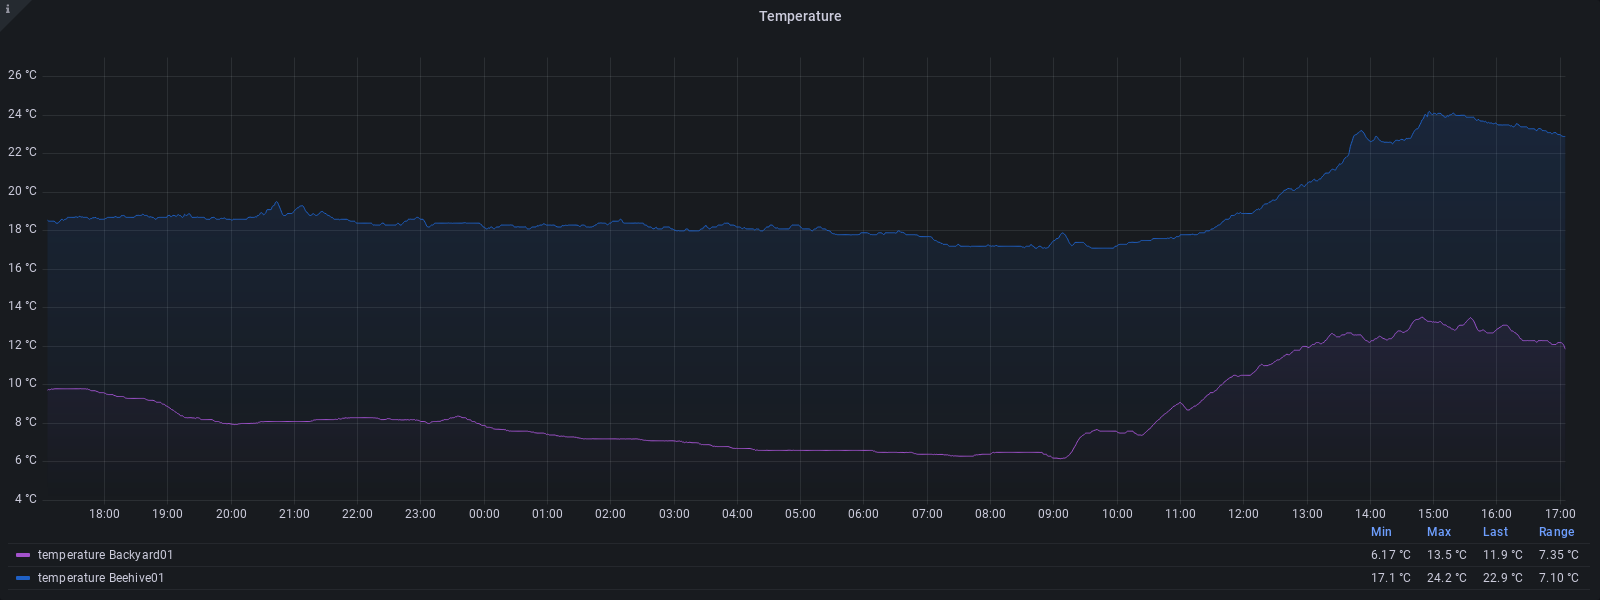 i
Temperature
26 °C
24 °C
22 °C
20 °C
18 °C
16 °C
14 °C
12 °C
10 °C
8 °C
6 °C
4 °C
18:00 19:00 20:00 21:00 22:00 23:00 00:00 01:00 02:00 03:00 04:00 05:00 06:00 07:00 08:00 09:00 10:00 11:00 12:00 13:00 14:00 15:00 16:00 17:00
Min Max Last Range
temperature Backyard01 6.17 °C 13.5 °C 11.9 °C 7.35 °C
temperature Beehive01 17.1 °C 24.2 °C 22.9 °C 7.10 °C